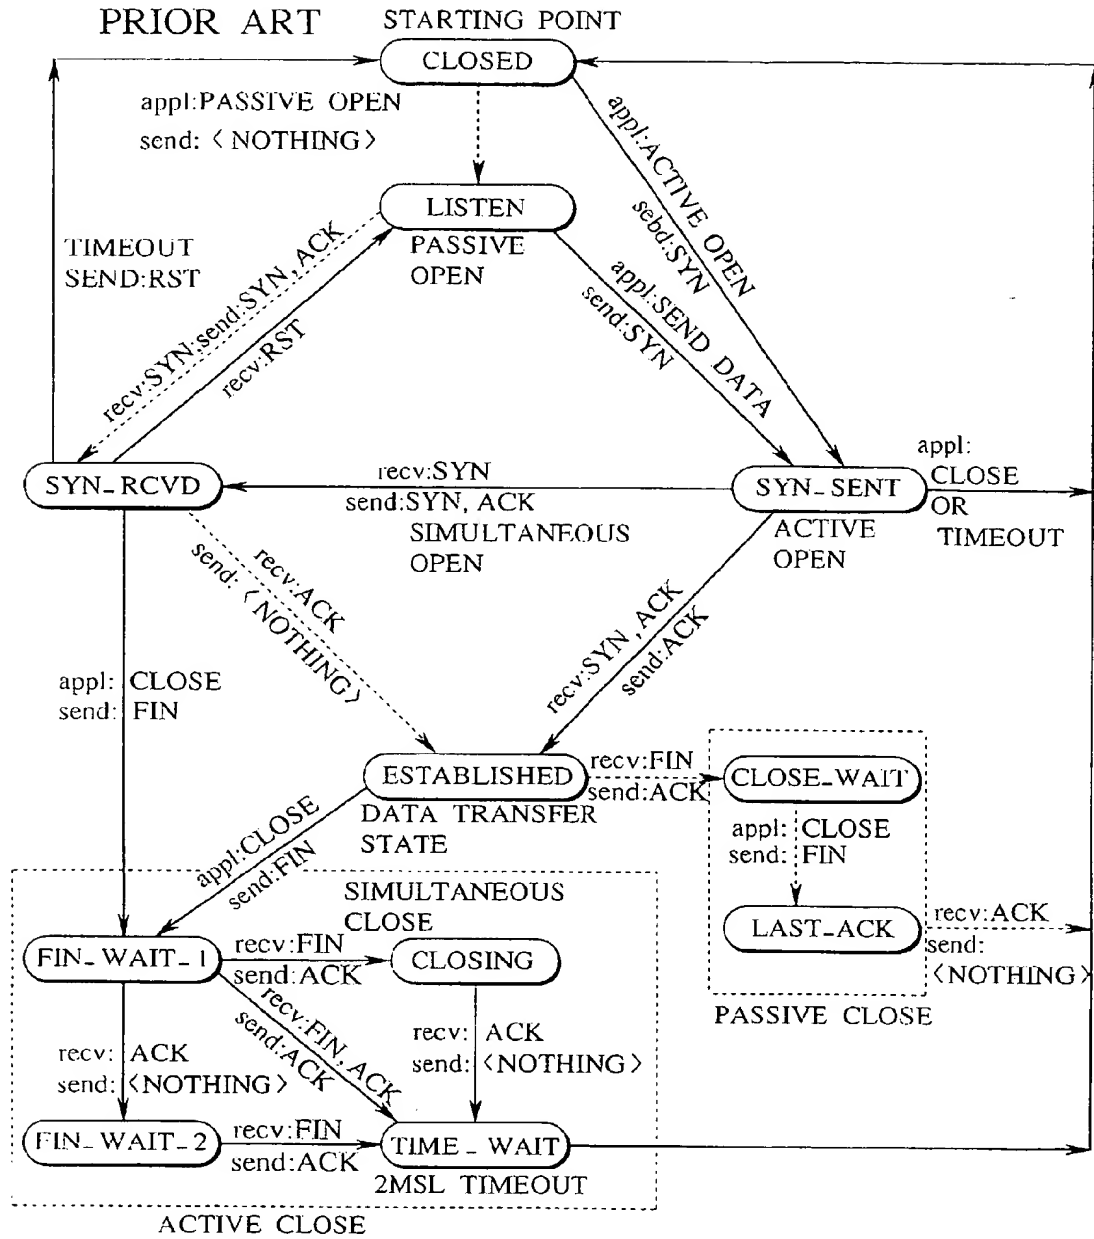 PRIOR ART
STARTING POINT
CLOSED
appl:PASSIVE OPEN
send: <NOTHING>
appl:ACTIVE OPEN
sebd:SYN
LISTEN
PASSIVE
OPEN
TIMEOUT
SEND:RST
recv:SYN;send:SYN, ACK
recv:RST
appl:SEND DATA
send:SYN
SYN_RCVD
recv:SYN
send:SYN, ACK
SIMULTANEOUS
OPEN
SYN_SENT
ACTIVE
OPEN
appl:
CLOSE
OR
TIMEOUT
recv:ACK
send: <NOTHING>
recv:SYN, ACK
send:ACK
appl: CLOSE
send: FIN
ESTABLISHED
DATA TRANSFER
STATE
recv:FIN
send:ACK
CLOSE_WAIT
appl: CLOSE
send: FIN
LAST_ACK
recv:ACK
send:
<NOTHING>
PASSIVE CLOSE
appl:CLOSE
send:FIN
SIMULTANEOUS
CLOSE
FIN_WAIT_1
recv:FIN
send:ACK
CLOSING
recv: ACK
send: <NOTHING>
recv:FIN, ACK
send:ACK
recv: ACK
send: <NOTHING>
FIN_WAIT_2
recv:FIN
send:ACK
TIME_WAIT
2MSL TIMEOUT
ACTIVE CLOSE